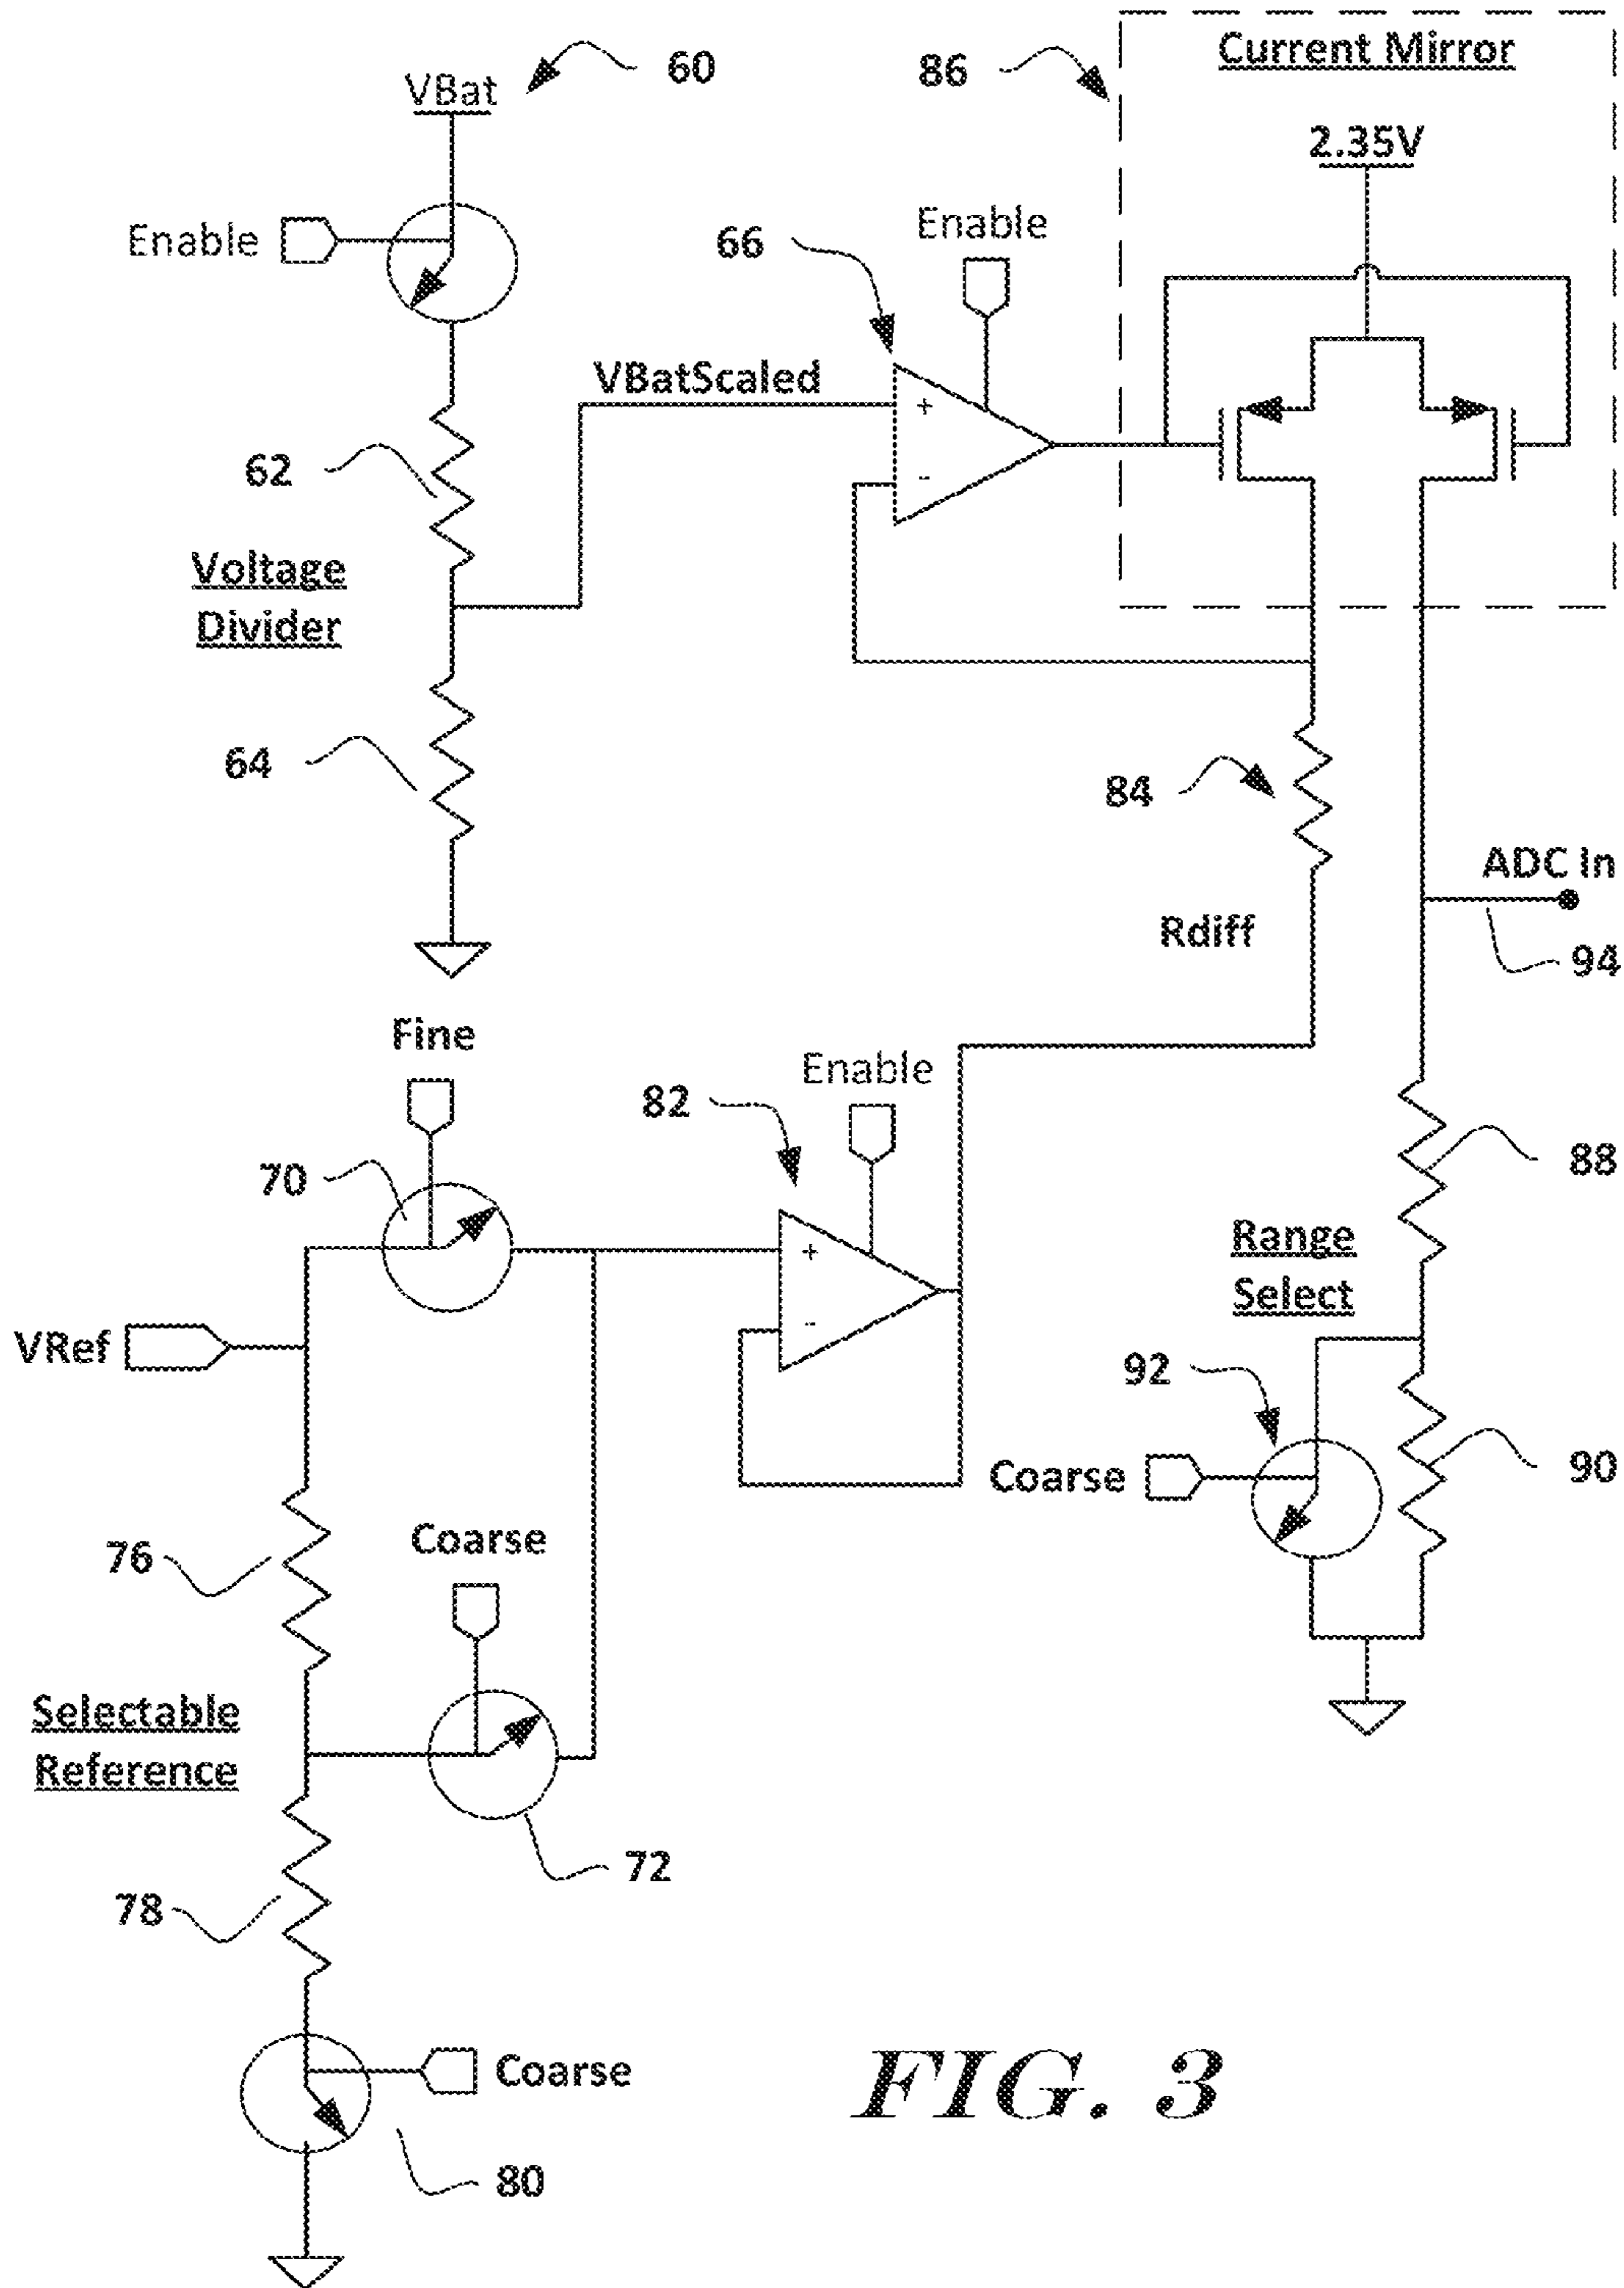 60
VBat
86
Current Mirror
2.35V
Enable
66
Enable
VBatScaled
+
-
62
Voltage
Divider
64
84
ADC In
94
Rdiff
Fine
Enable
82
70
88
+
-
Range
Select
VRef
92
Coarse
90
76
Coarse
Selectable
Reference
72
78
Coarse
80
FIG. 3